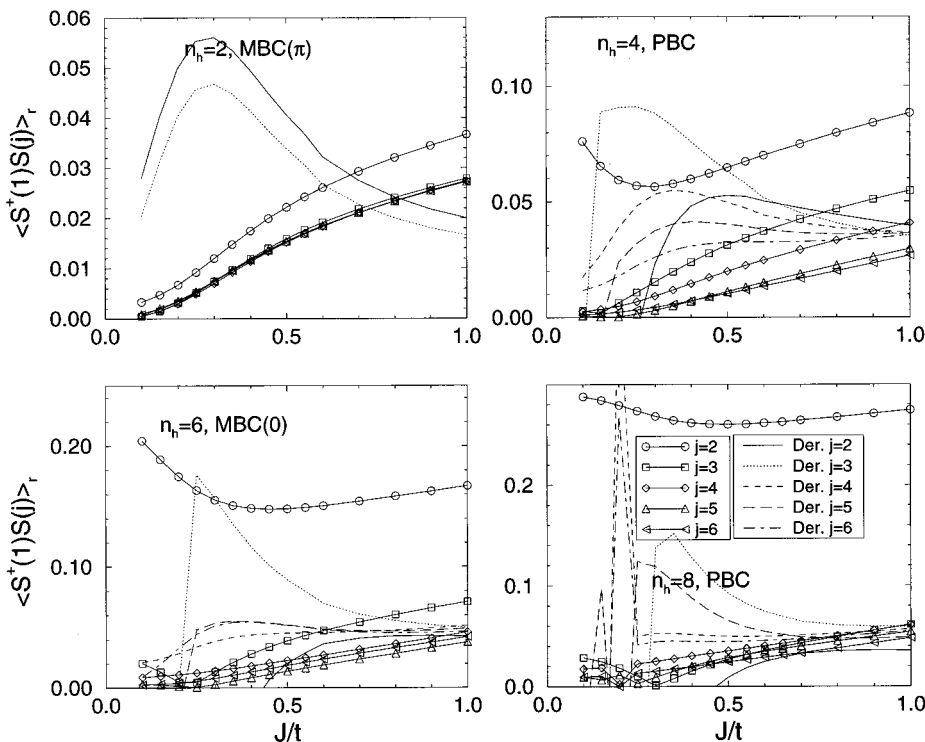 <S⁺(1)S(j)>ᵣ
0.06
0.05
0.04
0.03
0.02
0.01
0.00
n_h=2, MBC(π)
0.0 0.5 1.0
0.10
0.05
0.00
n_h=4, PBC
0.0 0.5 1.0
<S⁺(1)S(j)>ᵣ
0.20
0.10
0.00
n_h=6, MBC(0)
0.0 0.5 1.0
J/t
0.2
0.1
0.0
j=2 Der. j=2
j=3 Der. j=3
j=4 Der. j=4
j=5 Der. j=5
j=6 Der. j=6
n_h=8, PBC
0.0 0.5 1.0
J/t